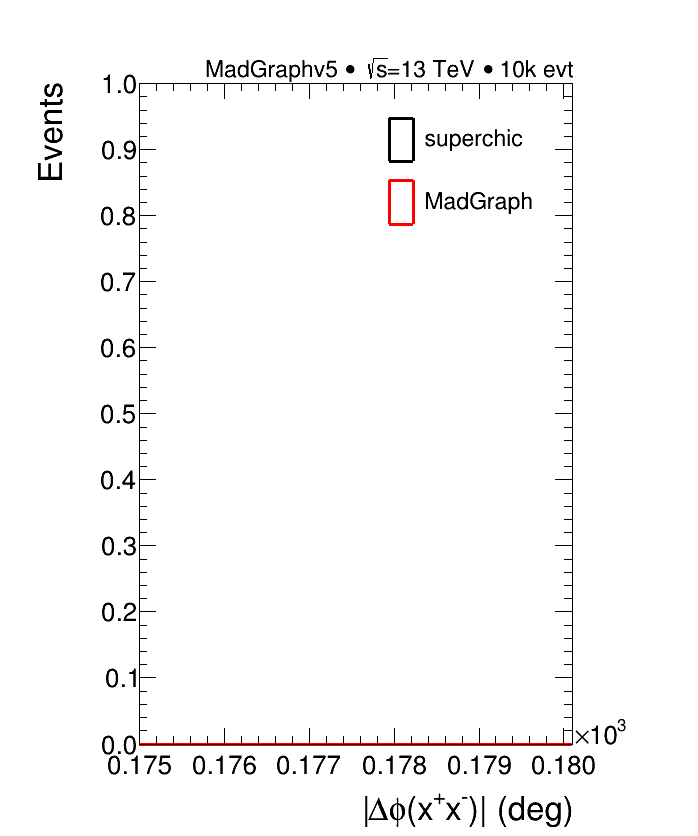 MadGraphv5 • √s=13 TeV • 10k evt
Events
1.0
0.9
0.8
0.7
0.6
0.5
0.4
0.3
0.2
0.1
0.0
superchic
MadGraph
0.175 0.176 0.177 0.178 0.179 0.180
×10³
|Δϕ(x⁺x⁻)| (deg)